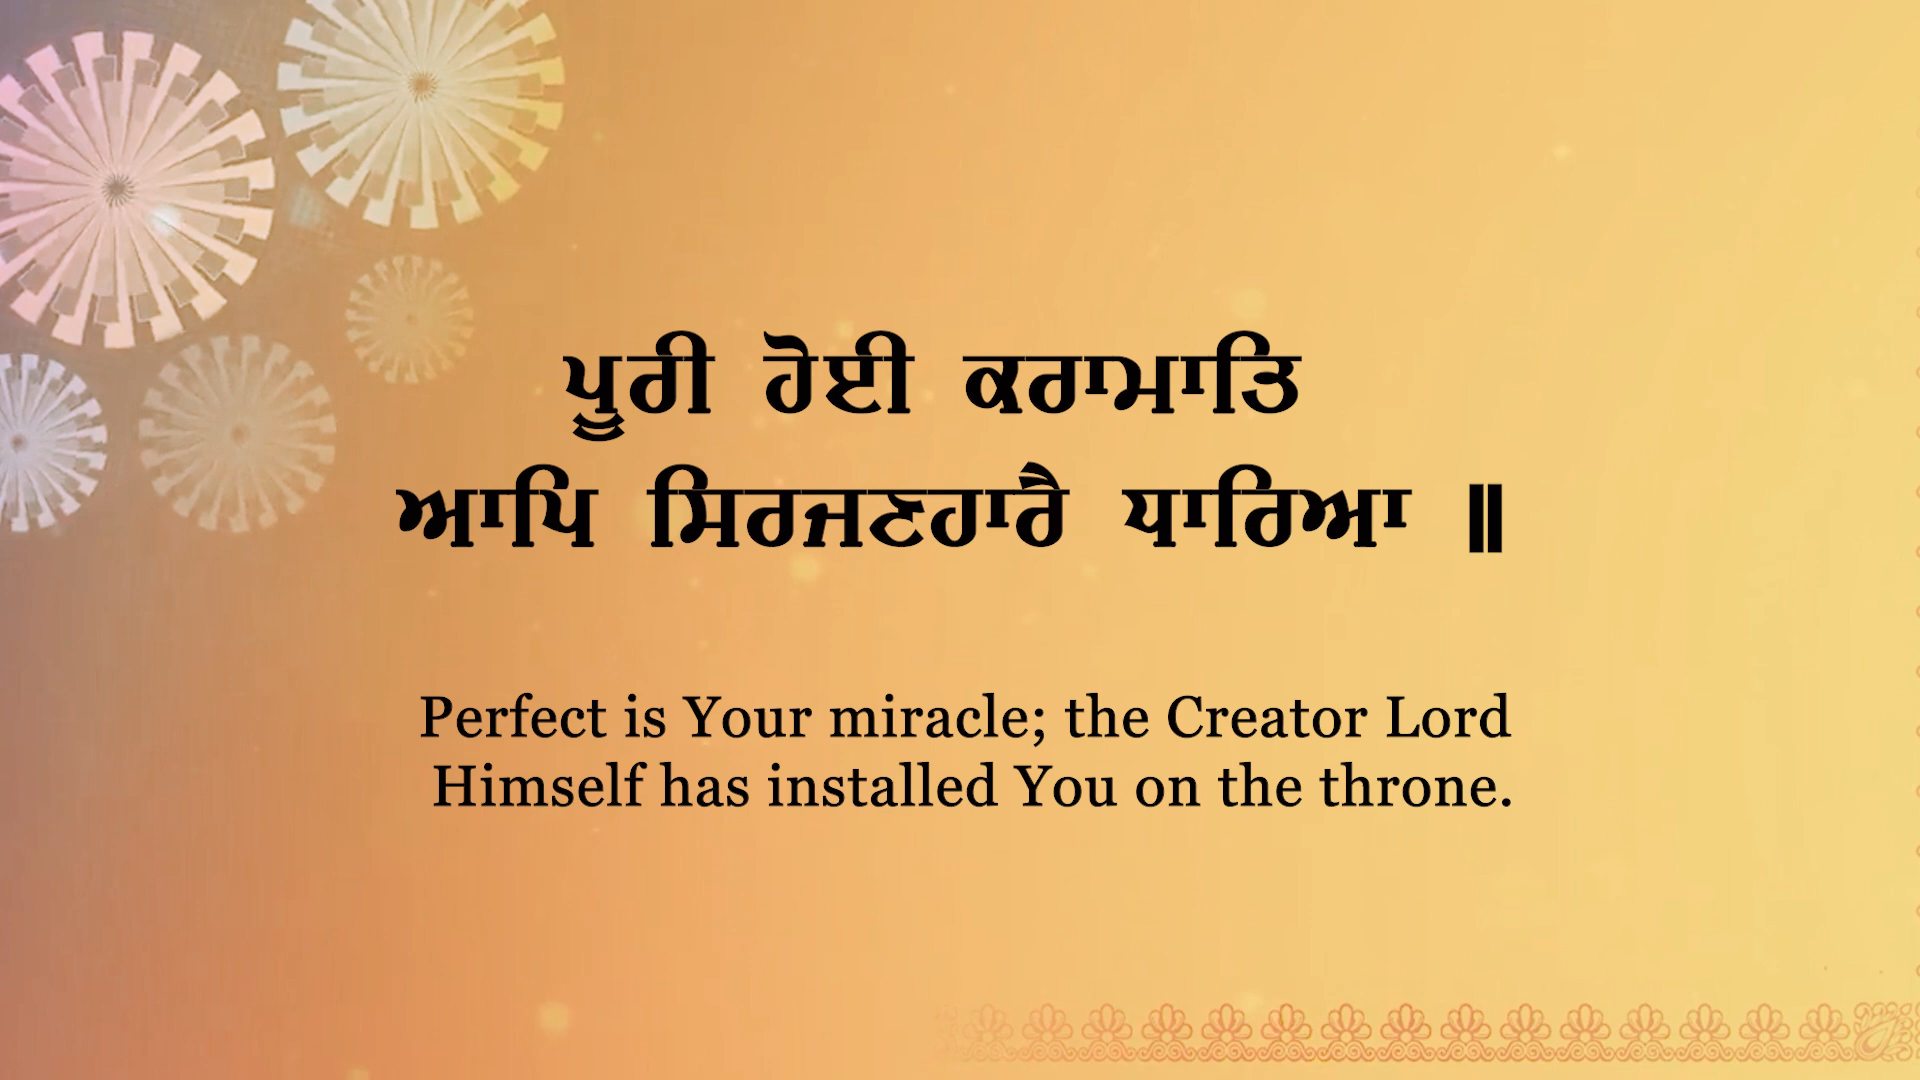 ਪੂਰੀ ਹੋਈ ਕਰਾਮਾਤਿ
ਆਪਿ ਸਿਰਜਣਹਾਰੈ ਧਾਰਿਆ ॥
Perfect is Your miracle; the Creator Lord
Himself has installed You on the throne.